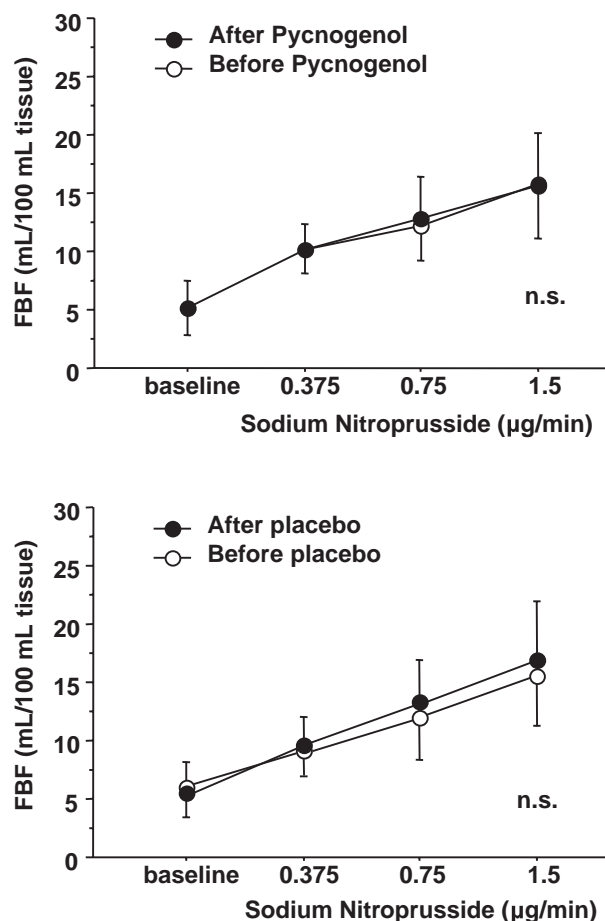 30
After Pycnogenol
Before Pycnogenol
25
20
15
10
5
0
FBF (mL/100 mL tissue)
n.s.
baseline 0.375 0.75 1.5
Sodium Nitroprusside (μg/min)
30
After placebo
Before placebo
25
20
15
10
5
0
FBF (mL/100 mL tissue)
n.s.
baseline 0.375 0.75 1.5
Sodium Nitroprusside (μg/min)